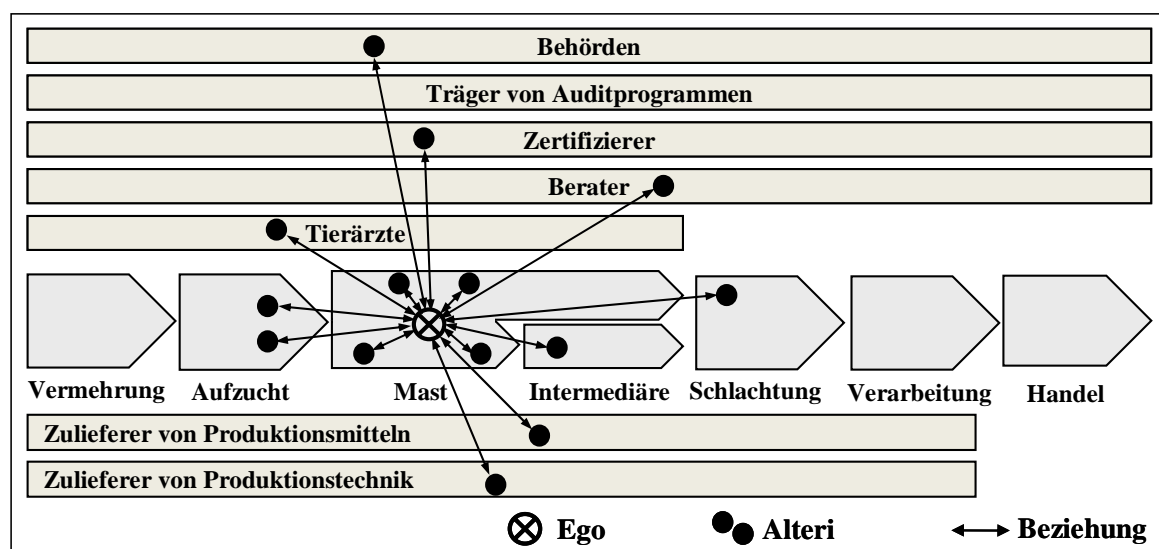 Behörden
Träger von Auditprogrammen
Zertifizierer
Berater
Tierärzte
Vermehrung Aufzucht Mast Intermediäre Schlachtung Verarbeitung Handel
Zulieferer von Produktionsmitteln
Zulieferer von Produktionstechnik
Ego Alteri Beziehung